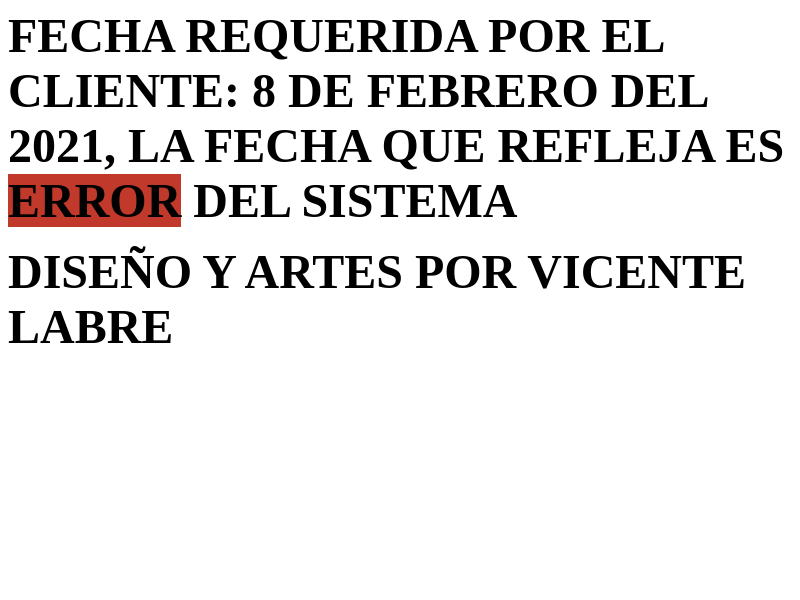 FECHA REQUERIDA POR EL
CLIENTE: 8 DE FEBRERO DEL
2021, LA FECHA QUE REFLEJA ES
ERROR DEL SISTEMA
DISEÑO Y ARTES POR VICENTE
LABRE